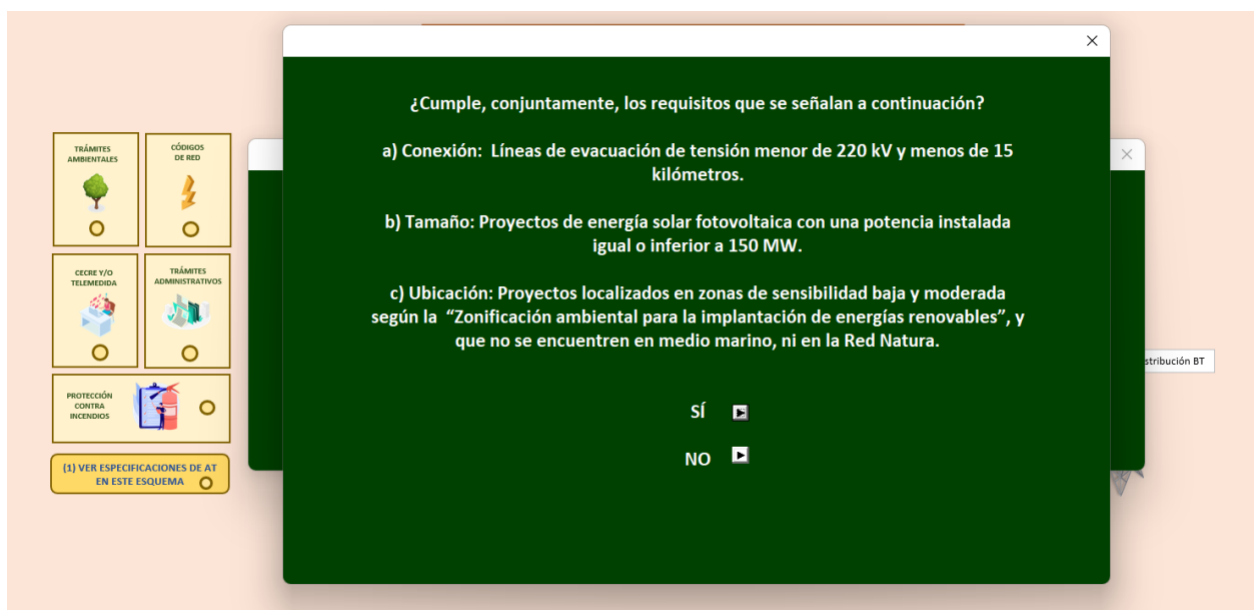 ¿Cumple, conjuntamente, los requisitos que se señalan a continuación?
a) Conexión: Líneas de evacuación de tensión menor de 220 kV y menos de 15
kilómetros.
b) Tamaño: Proyectos de energía solar fotovoltaica con una potencia instalada
igual o inferior a 150 MW.
c) Ubicación: Proyectos localizados en zonas de sensibilidad baja y moderada
según la “Zonificación ambiental para la implantación de energías renovables”, y
que no se encuentren en medio marino, ni en la Red Natura.
SÍ
NO
TRÁMITES
AMBIENTALES
CÓDIGOS
DE RED
CECRE Y/O
TELEMEDIDA
TRÁMITES
ADMINISTRATIVOS
PROTECCIÓN
CONTRA
INCENDIOS
(1) VER ESPECIFICACIONES DE AT
EN ESTE ESQUEMA
stribución BT